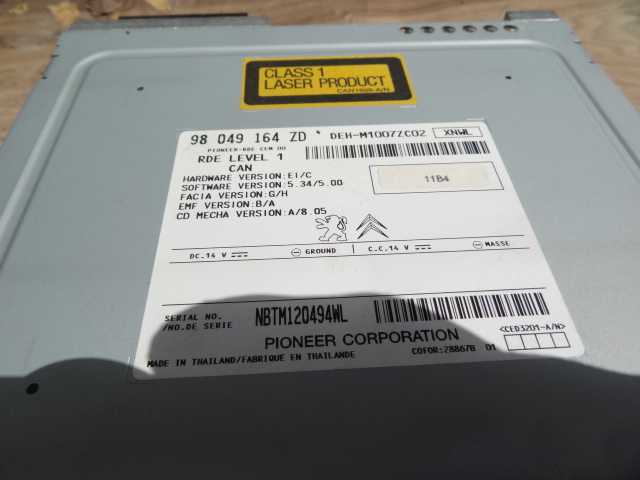 CLASS 1
LASER PRODUCT
CAN1609-A/N
98 049 164 ZD DEH-M1007ZC02 XNWL
PIONEER-RDE CEM 00
RDE LEVEL 1
CAN
HARDWARE VERSION:EI/C
SOFTWARE VERSION:5.34/5.00
FACIA VERSION:G/H
EMF VERSION:B/A
CD MECHA VERSION:A/8.05
11B4
DC.14 V GROUND C.C.14 V MASSE
SERIAL NO.
/NO.DE SERIE NBTM120494WL
PIONEER CORPORATION <CED3201-A/N>
MADE IN THAILAND/FABRIQUE EN THAILANDE COFOR:28867B 01